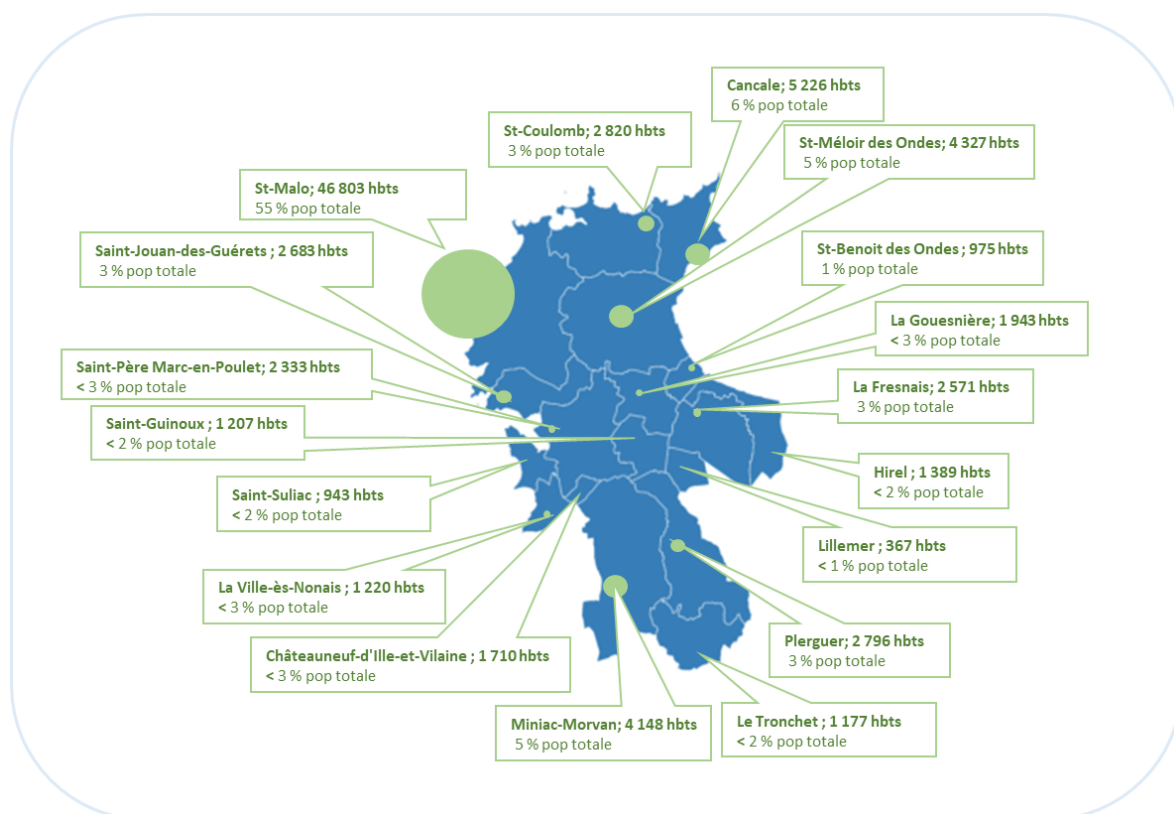 Cancale; 5 226 hbts
6 % pop totale
St-Coulomb; 2 820 hbts
3 % pop totale
St-Méloir des Ondes; 4 327 hbts
5 % pop totale
St-Malo; 46 803 hbts
55 % pop totale
Saint-Jouan-des-Guérets ; 2 683 hbts
3 % pop totale
St-Benoit des Ondes; 975 hbts
1 % pop totale
La Gouesnière; 1 943 hbts
< 3 % pop totale
Saint-Père Marc-en-Poulet; 2 333 hbts
< 3 % pop totale
La Fresnais; 2 571 hbts
3 % pop totale
Saint-Guinoux ; 1 207 hbts
< 2 % pop totale
Hirel ; 1 389 hbts
< 2 % pop totale
Saint-Suliac ; 943 hbts
< 2 % pop totale
Lillemer ; 367 hbts
< 1 % pop totale
La Ville-ès-Nonais ; 1 220 hbts
< 3 % pop totale
Plerguer; 2 796 hbts
3 % pop totale
Châteauneuf-d'Ille-et-Vilaine ; 1 710 hbts
< 3 % pop totale
Miniac-Morvan; 4 148 hbts
5 % pop totale
Le Tronchet ; 1 177 hbts
< 2 % pop totale